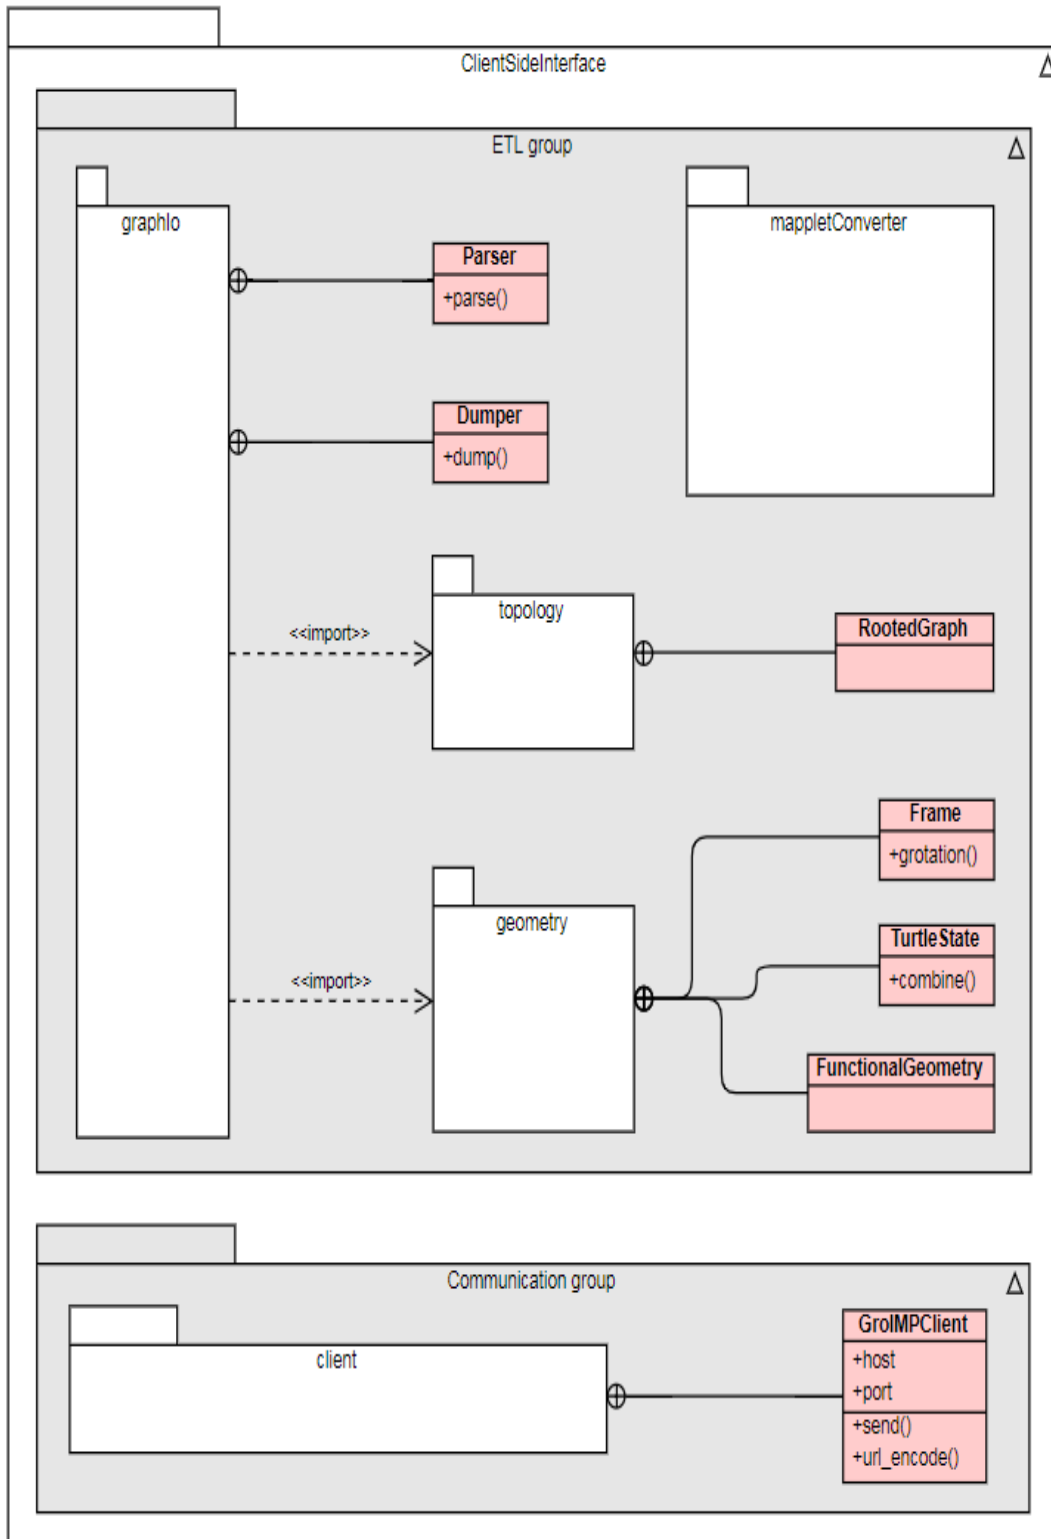 ClientSideInterface
ETL group
graphIo
mappletConverter
Parser
+parse()
Dumper
+dump()
<<import>>
topology
RootedGraph
Frame
+grotation()
geometry
TurtleState
+combine()
<<import>>
FunctionalGeometry
Communication group
client
GroIMPClient
+host
+port
+send()
+url_encode()